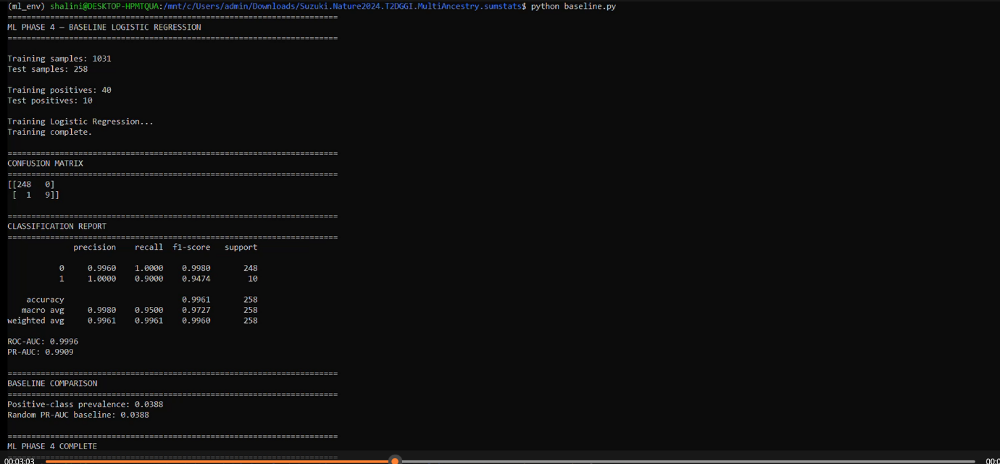 (ml_env) shalini@DESKTOP-HPMTQUA:/mnt/c/Users/admin/Downloads/Suzuki.Nature2024.T2DGGI.MultiAncestry.sumstats$ python baseline.py
======================================================================
ML PHASE 4 — BASELINE LOGISTIC REGRESSION
======================================================================
Training samples: 1031
Test samples: 258
Training positives: 40
Test positives: 10
Training Logistic Regression...
Training complete.
======================================================================
CONFUSION MATRIX
======================================================================
[[248   0]
 [  1   9]]
======================================================================
CLASSIFICATION REPORT
======================================================================
              precision    recall  f1-score   support
           0     0.9960    1.0000    0.9980       248
           1     1.0000    0.9000    0.9474        10
    accuracy                         0.9961       258
   macro avg     0.9980    0.9500    0.9727       258
weighted avg     0.9961    0.9961    0.9960       258
ROC-AUC: 0.9996
PR-AUC: 0.9909
======================================================================
BASELINE COMPARISON
======================================================================
Positive-class prevalence: 0.0388
Random PR-AUC baseline: 0.0388
======================================================================
ML PHASE 4 COMPLETE
======================================================================
00:03:03